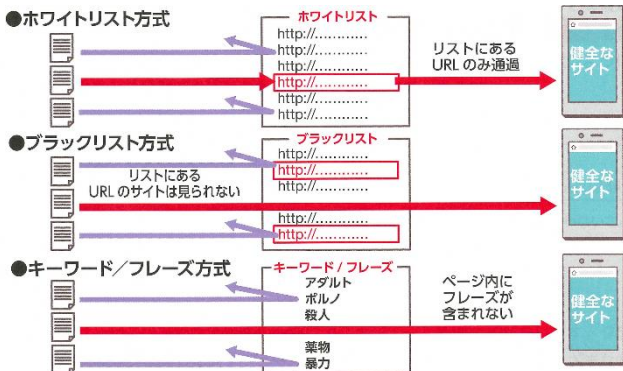 ●ホワイトリスト方式
ホワイトリスト
http://............
http://............
http://............
http://............
http://............
http://............
リストにある
URLのみ通過
健全な
サイト
●ブラックリスト方式
ブラックリスト
http://............
http://............
http://............
http://............
http://............
リストにある
URLのサイトは見られない
健全な
サイト
●キーワード/フレーズ方式
キーワード/フレーズ
アダルト
ポルノ
殺人
薬物
暴力
ページ内に
フレーズが
含まれない
健全な
サイト